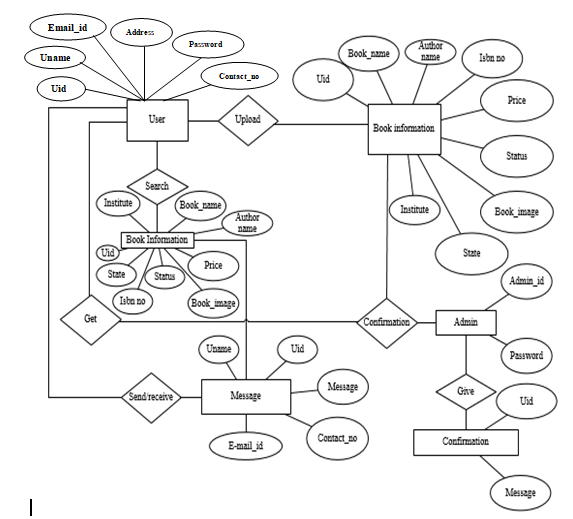 Email_id
Address
Password
Uname
Contact_no
Uid
User
Upload
Book_name
Author
name
Isbn no
Uid
Price
Book information
Status
Institute
Book_image
State
Search
Institute
Book_name
Author
name
Book Information
Uid
State
Status
Price
Isbn no
Book_image
Get
Confirmation
Admin
Admin_id
Password
Uname
Uid
Send/receive
Message
Message
E-mail_id
Contact_no
Give
Uid
Confirmation
Message